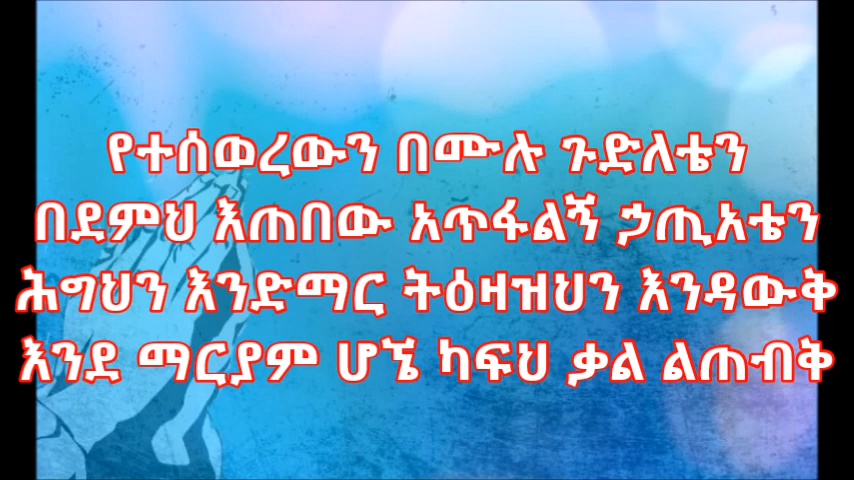 የተሰወረውን በሙሉ ጉድለቴን
በደምህ እጠበው አጥፋልኝ ኃጢአቴን
ሕግህን እንድማር ትዕዛዝህን እንዳውቅ
እንደ ማርያም ሆኜ ካፍህ ቃል ልጠብቅ